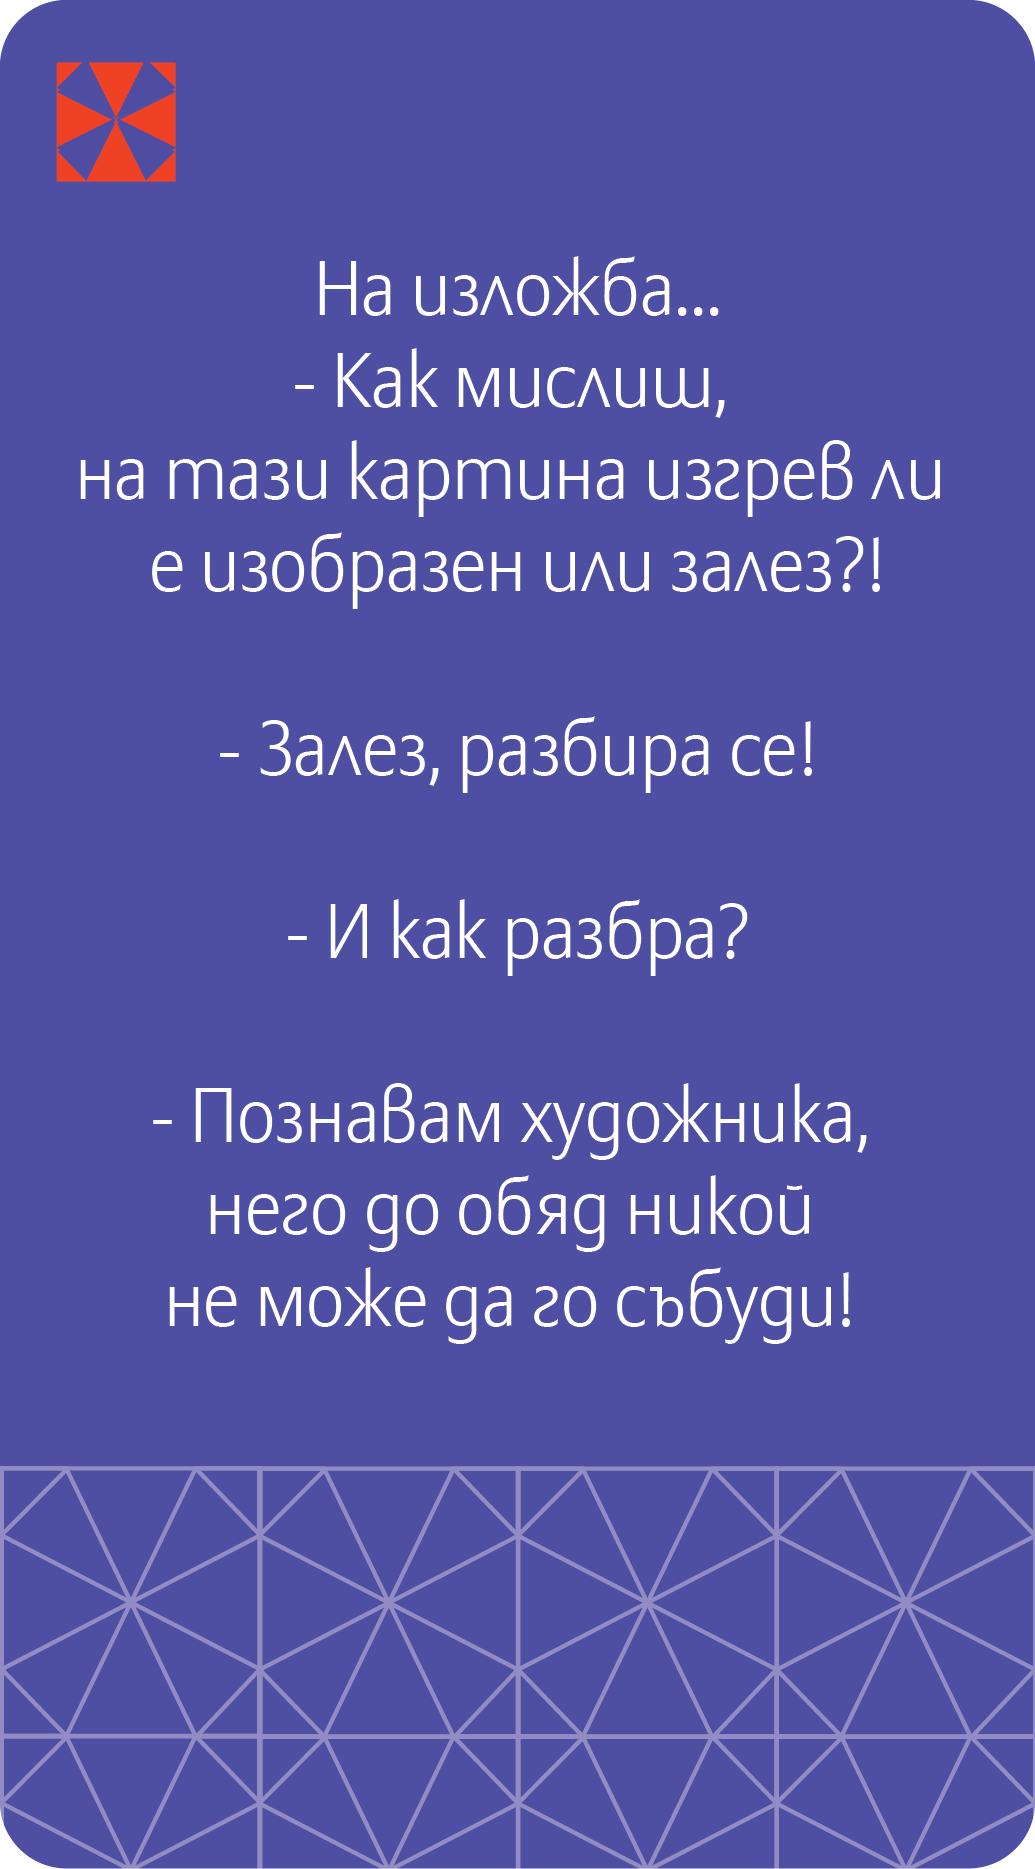 На изложба...
- Как мислиш,
на тази картина изгрев ли
е изобразен или залез?!
- Залез, разбира се!
- И как разбра?
- Познавам художника,
него до обяд никой
не може да го събуди!